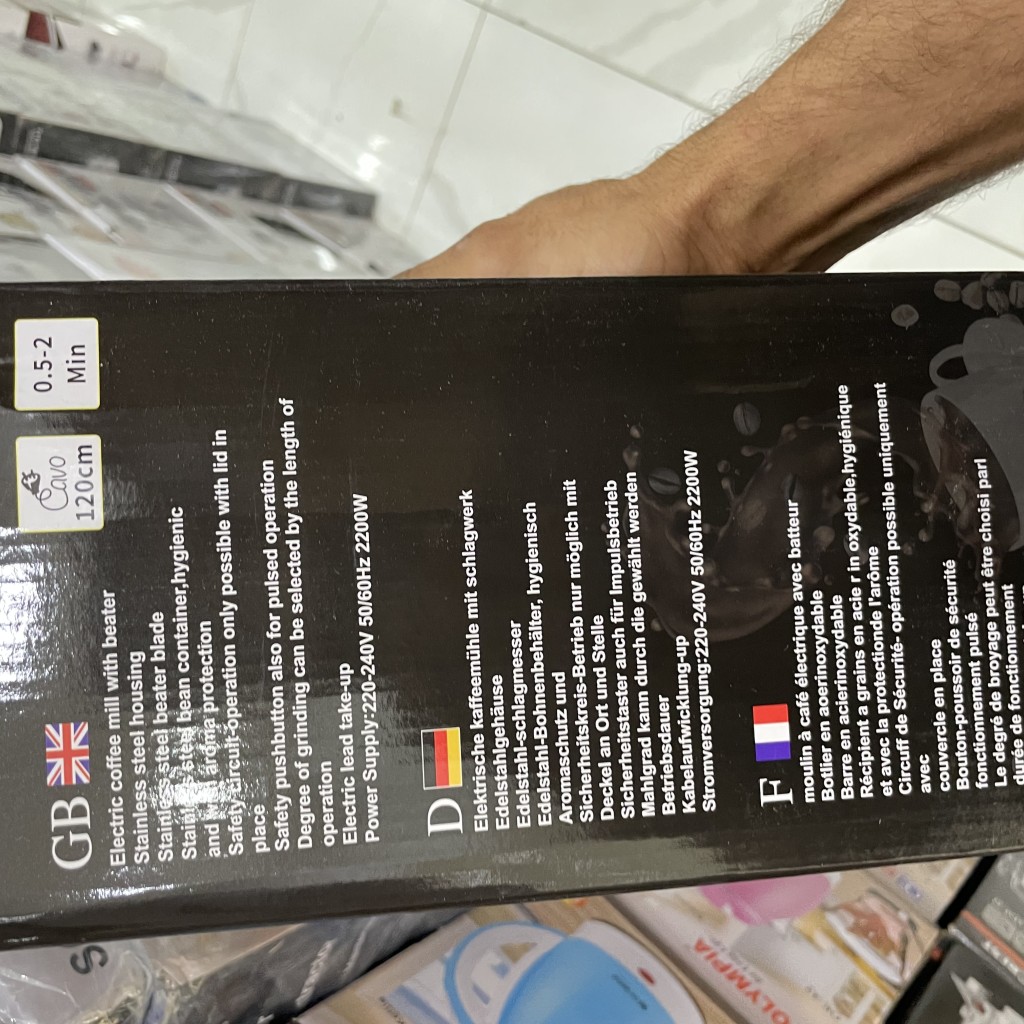 0.5-2
Min
Cavo
120cm
GB
Electric coffee mill with beater
Stainless steel housing
Stainless steel beater blade
Stainless steel bean container,hygienic
and with aroma protection
Safety circuit-operation only possible with lid in
place
Safety pushbutton also for pulsed operation
Degree of grinding can be selected by the length of
operation
Electric lead take-up
Power Supply:220-240V 50/60Hz 2200W
D
Elektrische kaffeemühle mit schlagwerk
Edelstahlgehäuse
Edelstahl-schlagmesser
Edelstahl-Bohnenbehälter, hygienisch
Aromaschutz und
Sicherheitskreis-Betrieb nur möglich mit
Deckel an Ort und Stelle
Sicherheitstaster auch für Impulsbetrieb
Mahlgrad kann durch die gewählt werden
Betriebsdauer
Kabelaufwicklung-up
Stromversorgung:220-240V 50/60Hz 2200W
F
moulin à café électrique avec batteur
Boîtier en aoerinoxydable
Barre en acierinoxydable
Récipient a grains en acie r in oxydable,hygiénique
et avec la protectionde l'arôme
Circuff de Sécurité- opération possible uniquement
avec
couvercle en place
Bouton-poussoir de sécurité
fonctionnement pulsé
Le degré de broyage peut être choisi parl
durée de fonctionnement
OLYMPIA